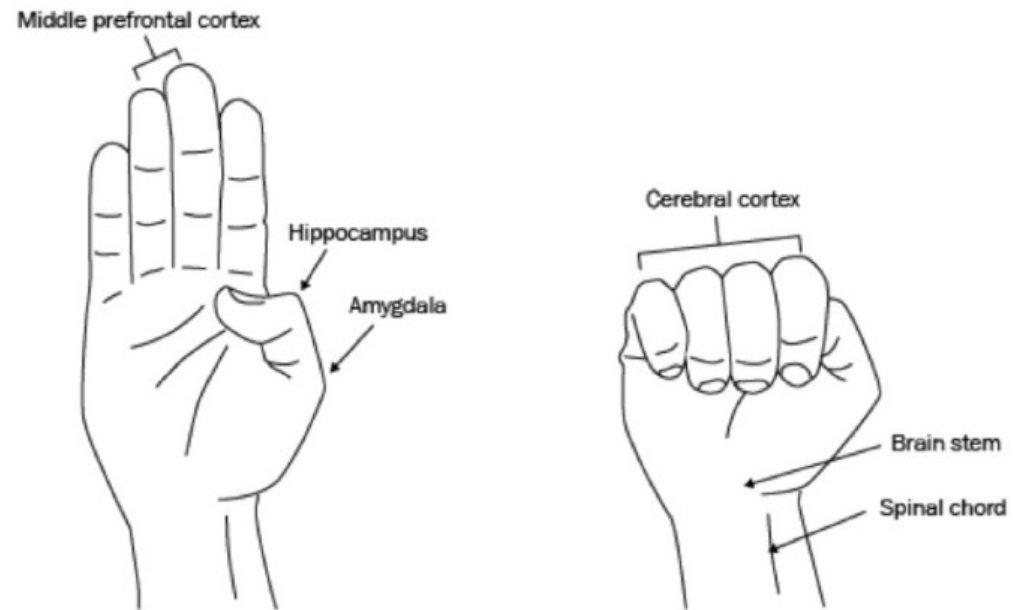 Middle prefrontal cortex
Hippocampus
Amygdala
Cerebral cortex
Brain stem
Spinal chord